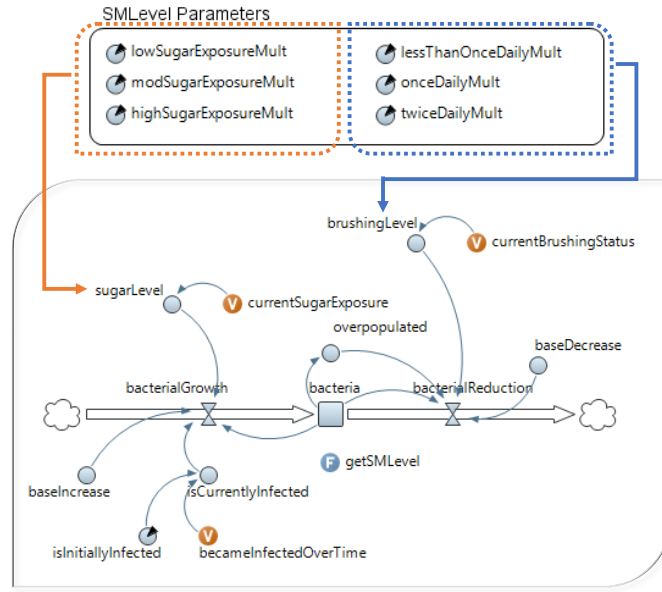 SMLevel Parameters
lowSugarExposureMult
modSugarExposureMult
highSugarExposureMult
lessThanOnceDailyMult
onceDailyMult
twiceDailyMult
brushingLevel
V currentBrushingStatus
sugarLevel
V currentSugarExposure
overpopulated
baseDecrease
bacterialGrowth
bacteria
bacterialReduction
F getSMLevel
baseIncrease
isCurrentlyInfected
isInitiallyInfected
V becameInfectedOverTime